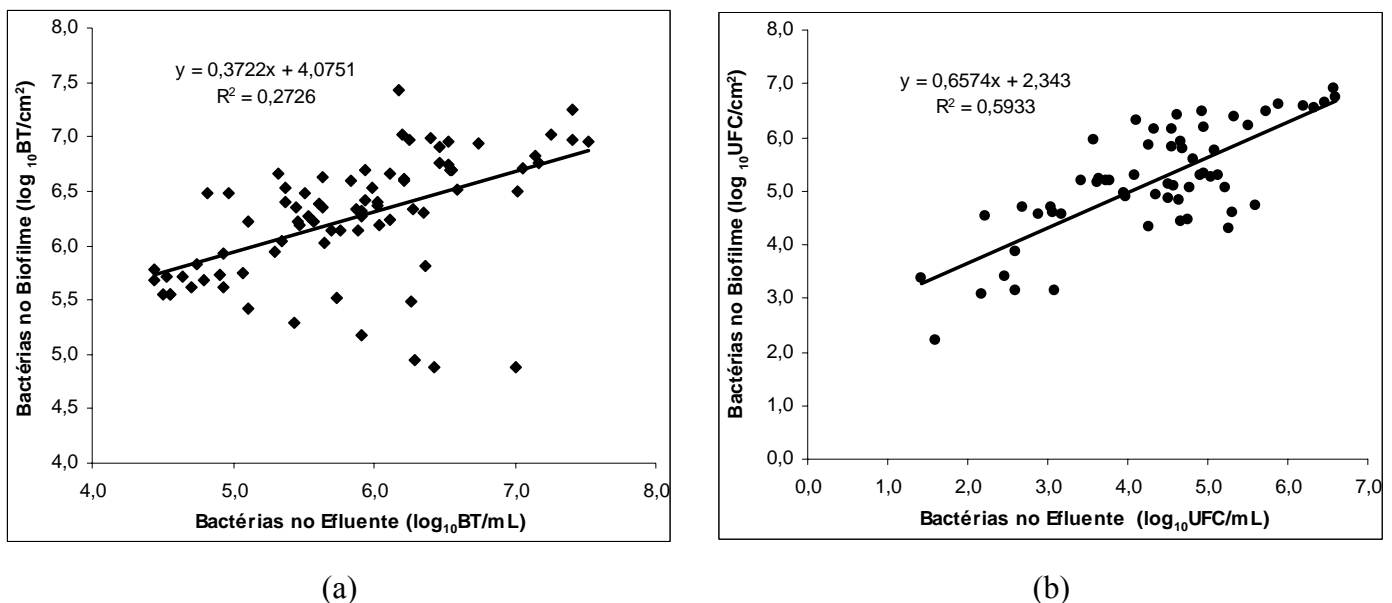 8,0
7,5
7,0
6,5
6,0
5,5
5,0
4,5
4,0
4,0 5,0 6,0 7,0 8,0
Bactérias no Biofilme (log ₁₀BT/cm²)
Bactérias no Efluente (log₁₀BT/mL)
y = 0,3722x + 4,0751
R² = 0,2726
(a)
8,0
7,0
6,0
5,0
4,0
3,0
2,0
1,0
0,0
0,0 1,0 2,0 3,0 4,0 5,0 6,0 7,0
Bactérias no Biofilme (log ₁₀UFC/cm²)
Bactérias no Efluente (log₁₀UFC/mL)
y = 0,6574x + 2,343
R² = 0,5933
(b)